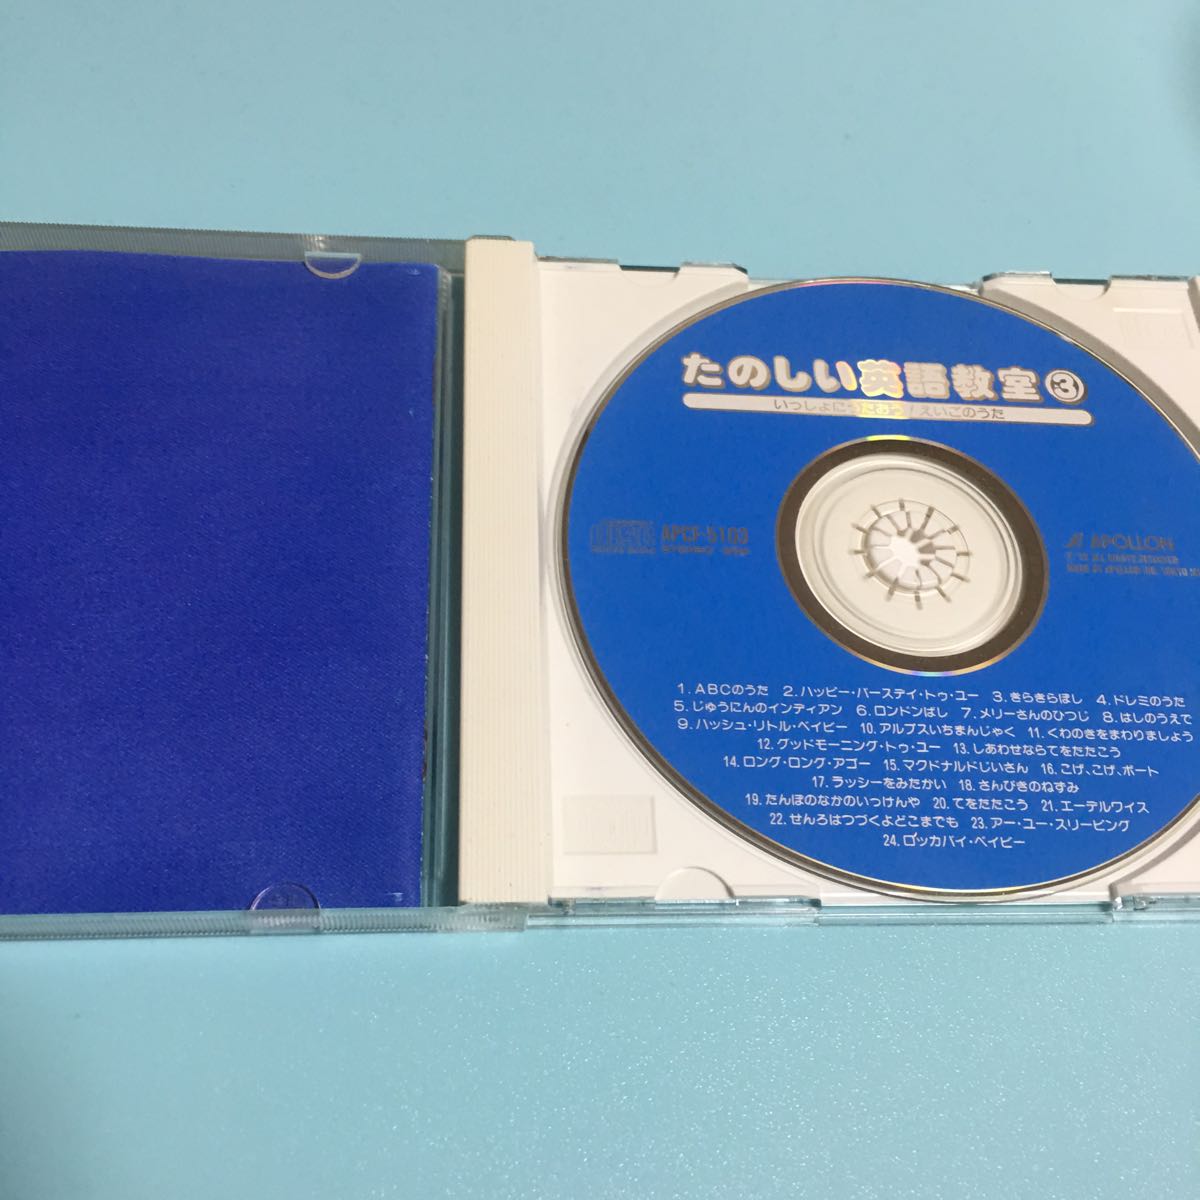 たのしい英語教室 3
いっしょにうたおう！えいごのうた
APCF-5103
APOLLON
1. ABCのうた 2. ハッピー・バースデイ・トゥ・ユー 3. きらきらぼし 4. ドレミのうた
5. じゅうにんのインディアン 6. ロンドンばし 7. メリーさんのひつじ 8. はしのうえで
9. ハッシュ・リトル・ベイビー 10. アルプスいちまんじゃく 11. くわのきをまわりましょう
12. グッドモーニング・トゥ・ユー 13. しあわせならてをたたこう
14. ロング・ロング・アゴー 15. マクドナルドじいさん 16. こげ、こげ、ボート
17. ラッシーをみたかい 18. さんびきのねずみ
19. たんぼのなかのいっけんや 20. てをたたこう 21. エーデルワイス
22. せんろはつづくよどこまでも 23. アー・ユー・スリーピング
24. ロッカバイ・ベイビー